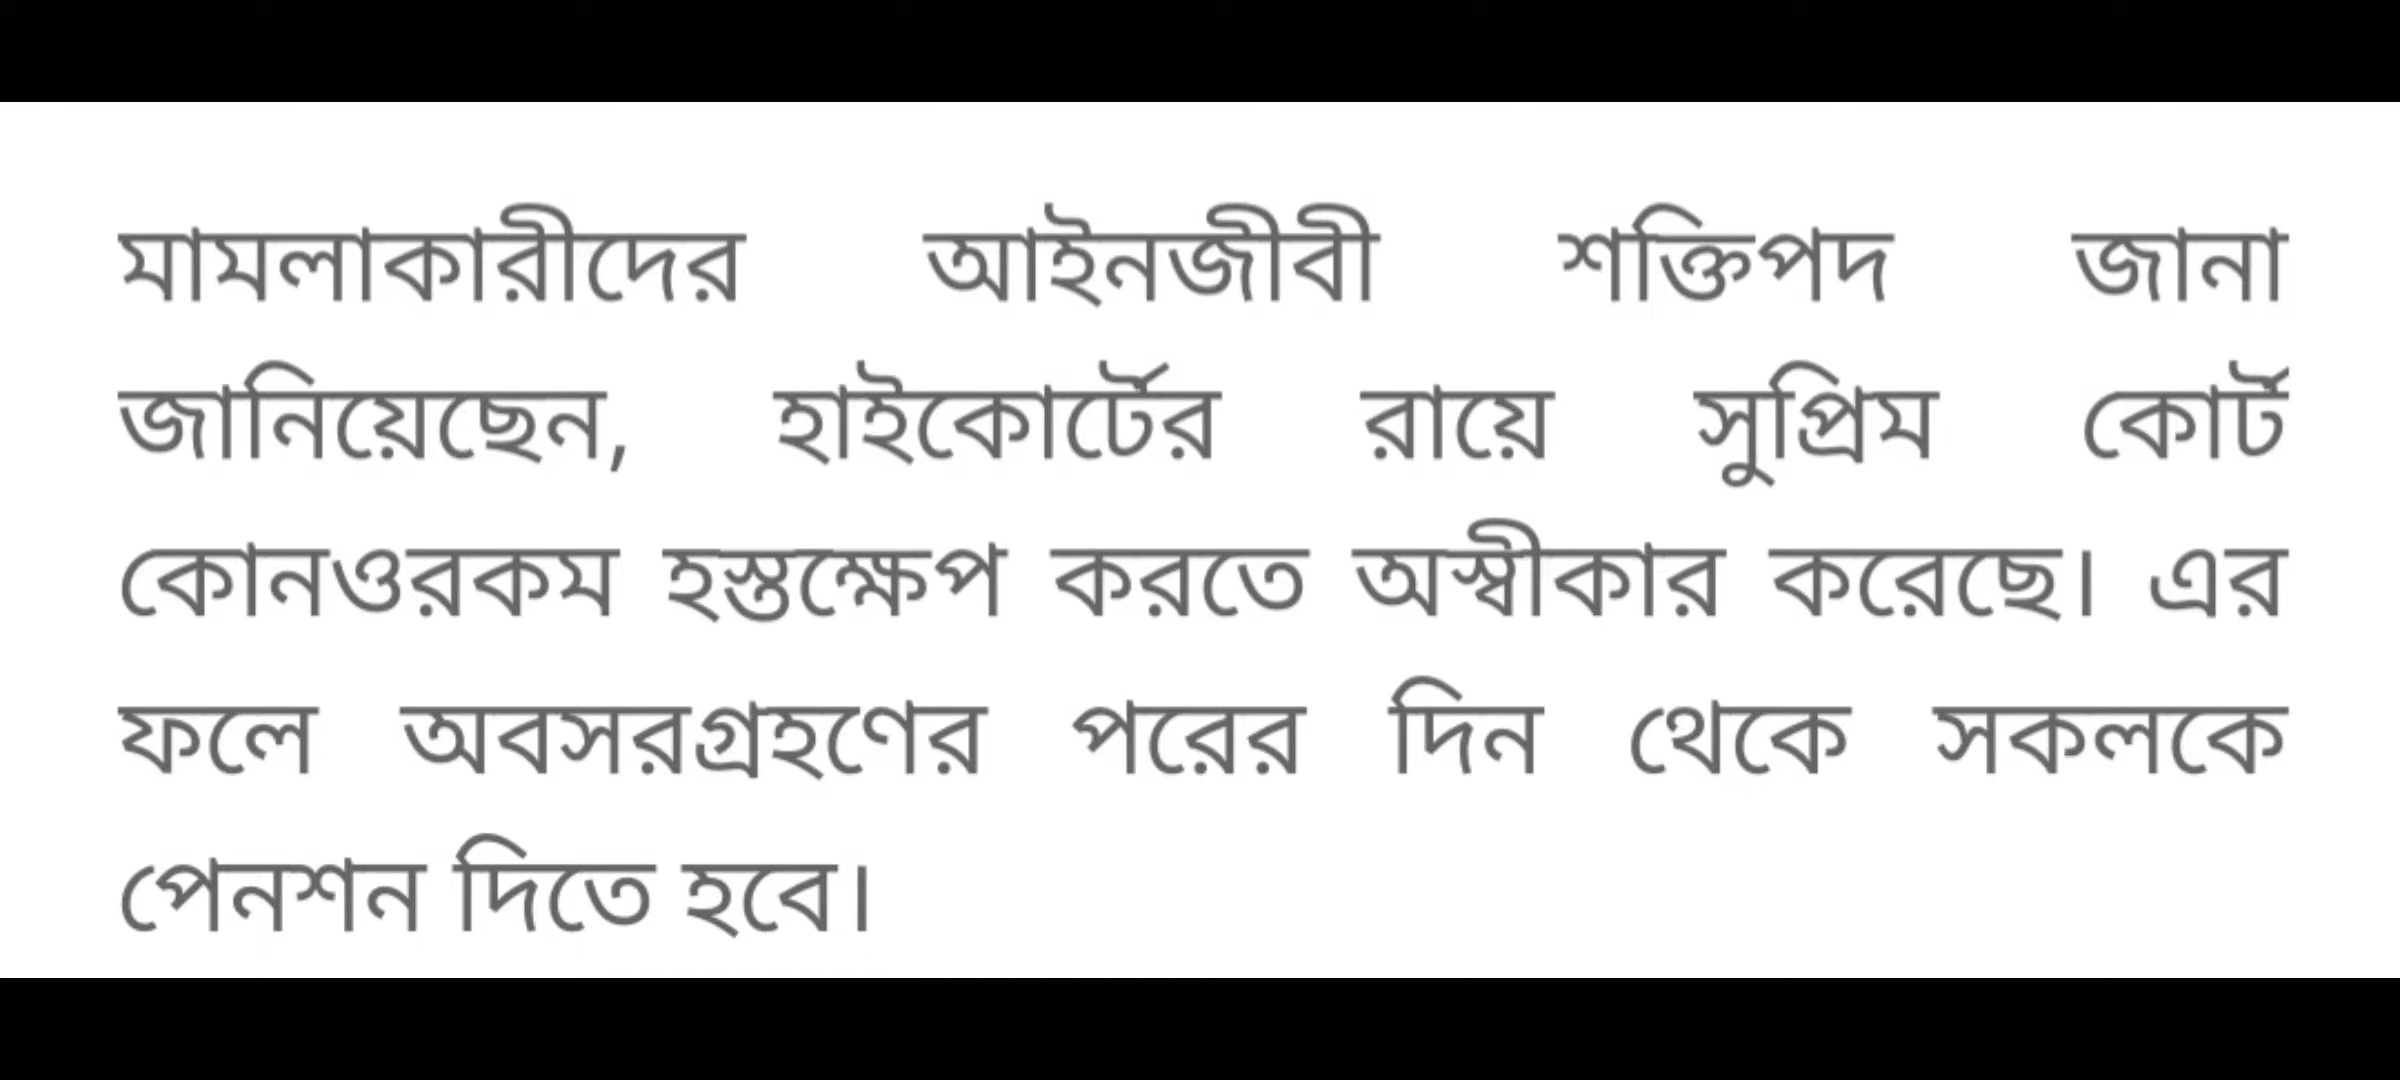 মামলাকারীদের আইনজীবী শক্তিপদ জানা
জানিয়েছেন, হাইকোর্টের রায়ে সুপ্রিম কোর্ট
কোনওরকম হস্তক্ষেপ করতে অস্বীকার করেছে। এর
ফলে অবসরগ্রহণের পরের দিন থেকে সকলকে
পেনশন দিতে হবে।